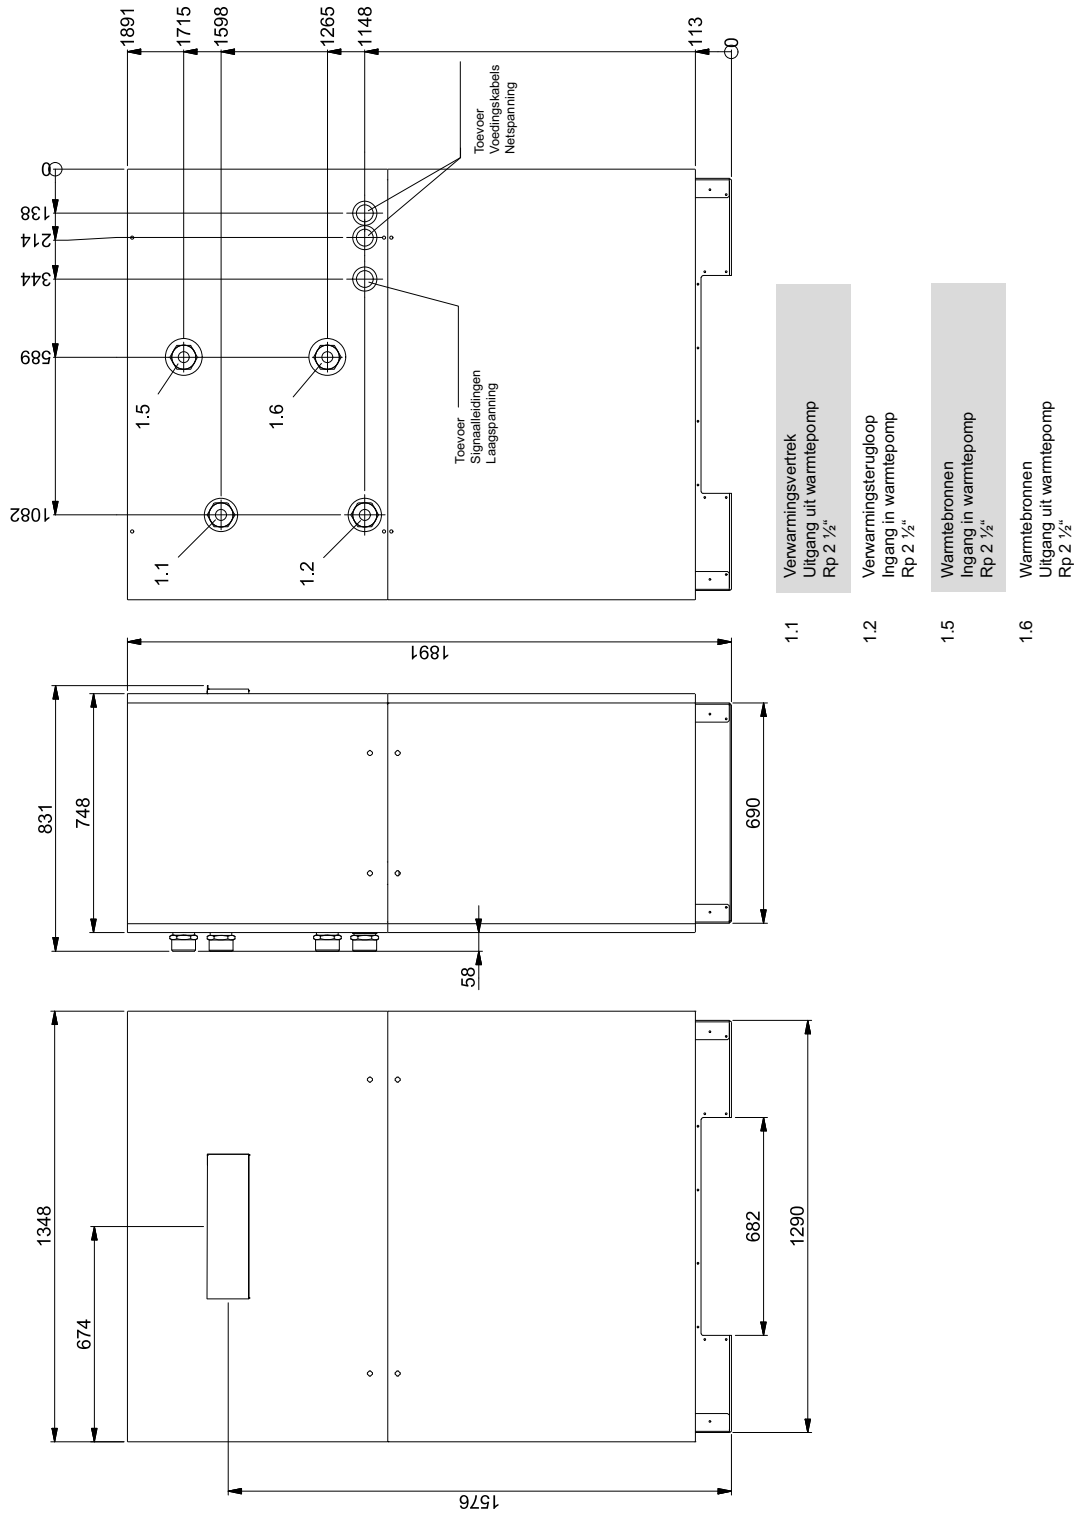 1348
674
1576
682
1290
831
748
58
690
1891
1891
1715
1598
1265
1148
113
0
0
138
214
344
589
1082
1.5
1.6
1.1
1.2
Toevoer
Voedingskabels
Netspanning
Toevoer
Signaalleidingen
Laagspanning
1.1 Verwarmingsvertrek
Uitgang uit warmtepomp
Rp 2 ½“
1.2 Verwarmingsterugloop
Ingang in warmtepomp
Rp 2 ½“
1.5 Warmtebronnen
Ingang in warmtepomp
Rp 2 ½“
1.6 Warmtebronnen
Uitgang uit warmtepomp
Rp 2 ½“